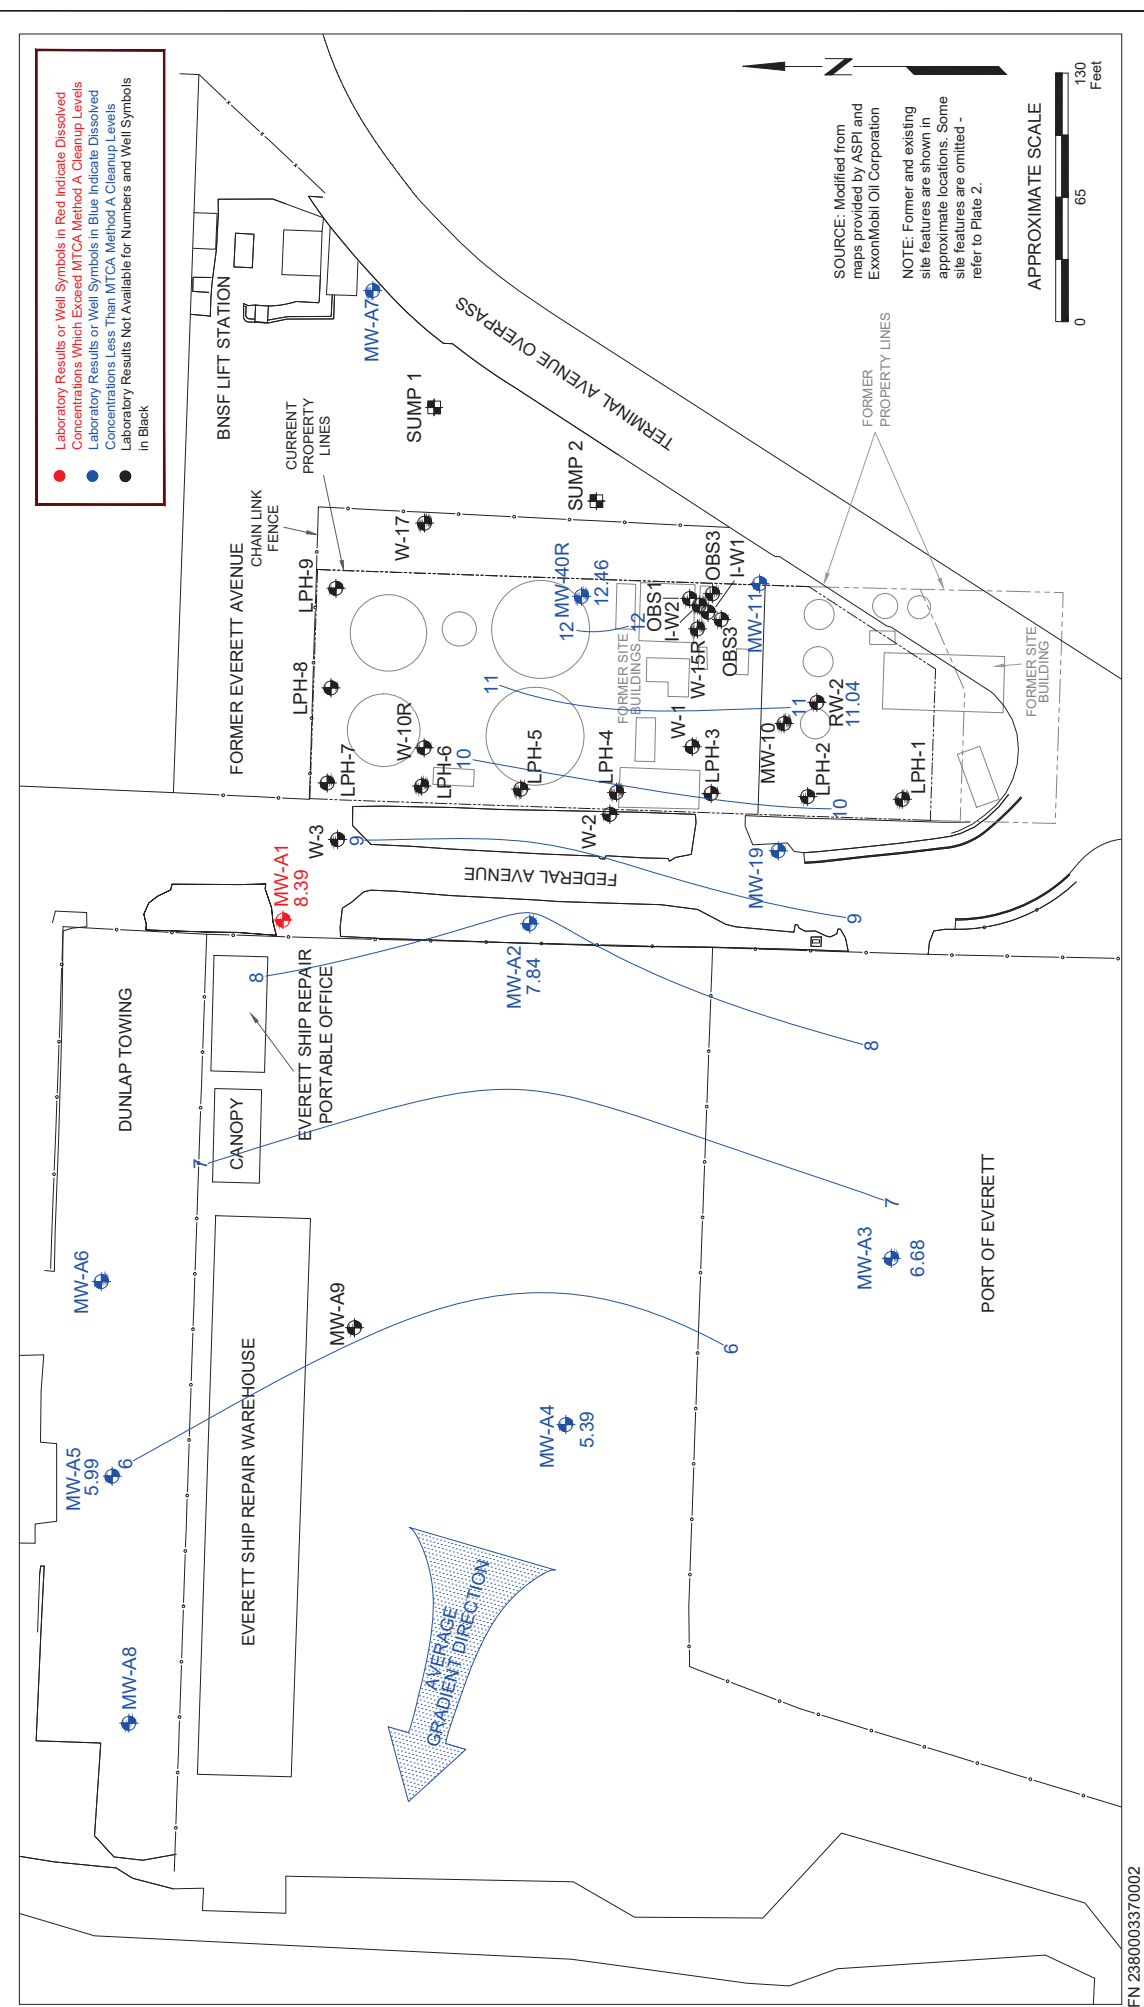 Laboratory Results or Well Symbols in Red Indicate Dissolved
Concentrations Which Exceed MTCA Method A Cleanup Levels
Laboratory Results or Well Symbols in Blue Indicate Dissolved
Concentrations Less Than MTCA Method A Cleanup Levels
Laboratory Results Not Available for Numbers and Well Symbols
in Black
BNSF LIFT STATION
MW-A7
SUMP 1
SUMP 2
TERMINAL AVENUE OVERPASS
N
SOURCE: Modified from
maps provided by ASPI and
ExxonMobil Oil Corporation
NOTE: Former and existing
site features are shown in
approximate locations. Some
site features are omitted -
refer to Plate 2.
APPROXIMATE SCALE
0
65
130
Feet
FORMER
PROPERTY LINES
CURRENT
PROPERTY
LINES
CHAIN LINK
FENCE
FORMER EVERETT AVENUE
W-17
LPH-9
LPH-8
LPH-7
W-10R
LPH-6
LPH-5
LPH-4
LPH-3
LPH-2
LPH-1
MW-40R
12.46
12
12
OBS1
I-W2
W-15R
OBS3
I-W1
OBS3
MW-11
FORMER SITE
BUILDINGS
FORMER SITE
BUILDING
W-1
MW-10
RW-2
11.04
11
11
10
10
W-3
W-2
MW-19
9
9
FEDERAL AVENUE
MW-A1
8.39
MW-A2
7.84
8
8
DUNLAP TOWING
EVERETT SHIP REPAIR
PORTABLE OFFICE
CANOPY
7
7
MW-A6
MW-A9
MW-A3
6.68
PORT OF EVERETT
EVERETT SHIP REPAIR WAREHOUSE
MW-A5
5.99
6
6
MW-A4
5.39
MW-A8
AVERAGE
GRADIENT DIRECTION
FN 2380003370002